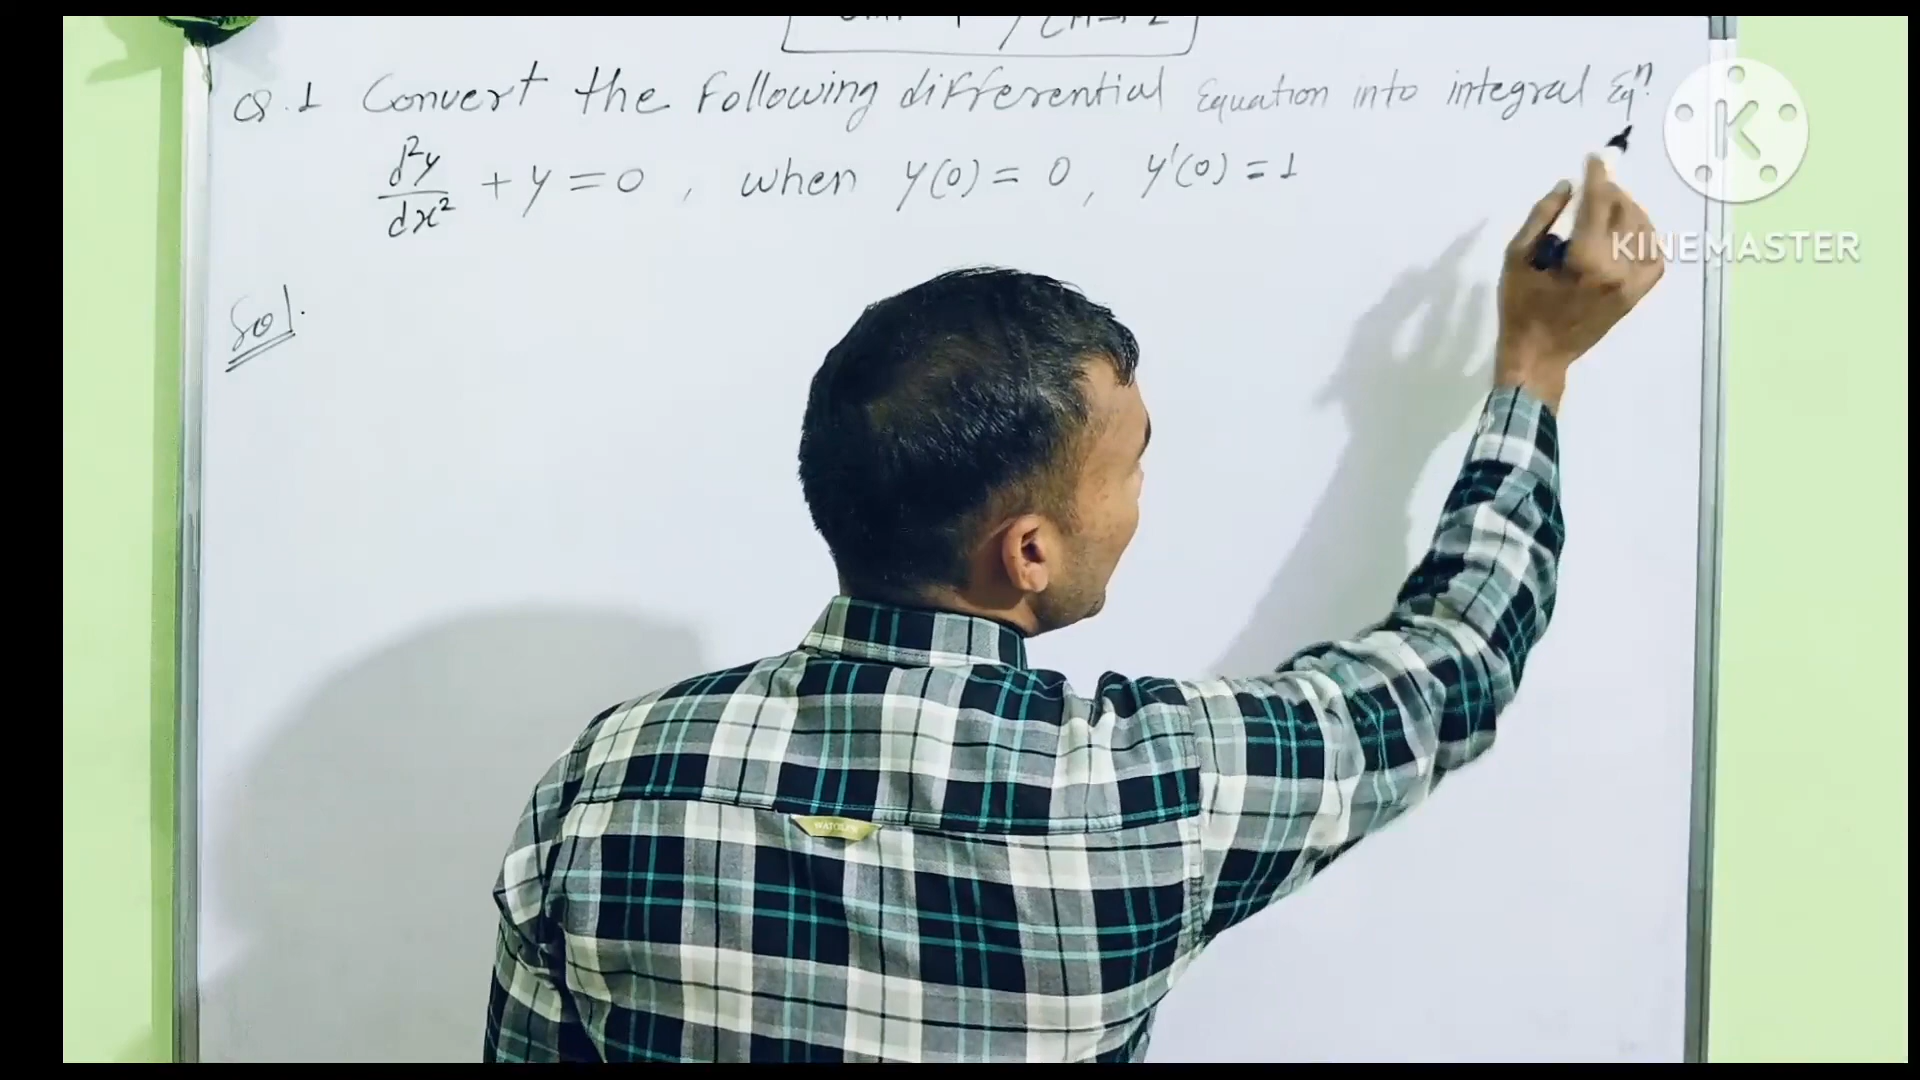 Q.1 Convert the Following differential Equation into integral Eqⁿ.
d²y/dx² + y = 0, when y(0) = 0, y'(0) = 1
Sol.
K
KINEMASTER